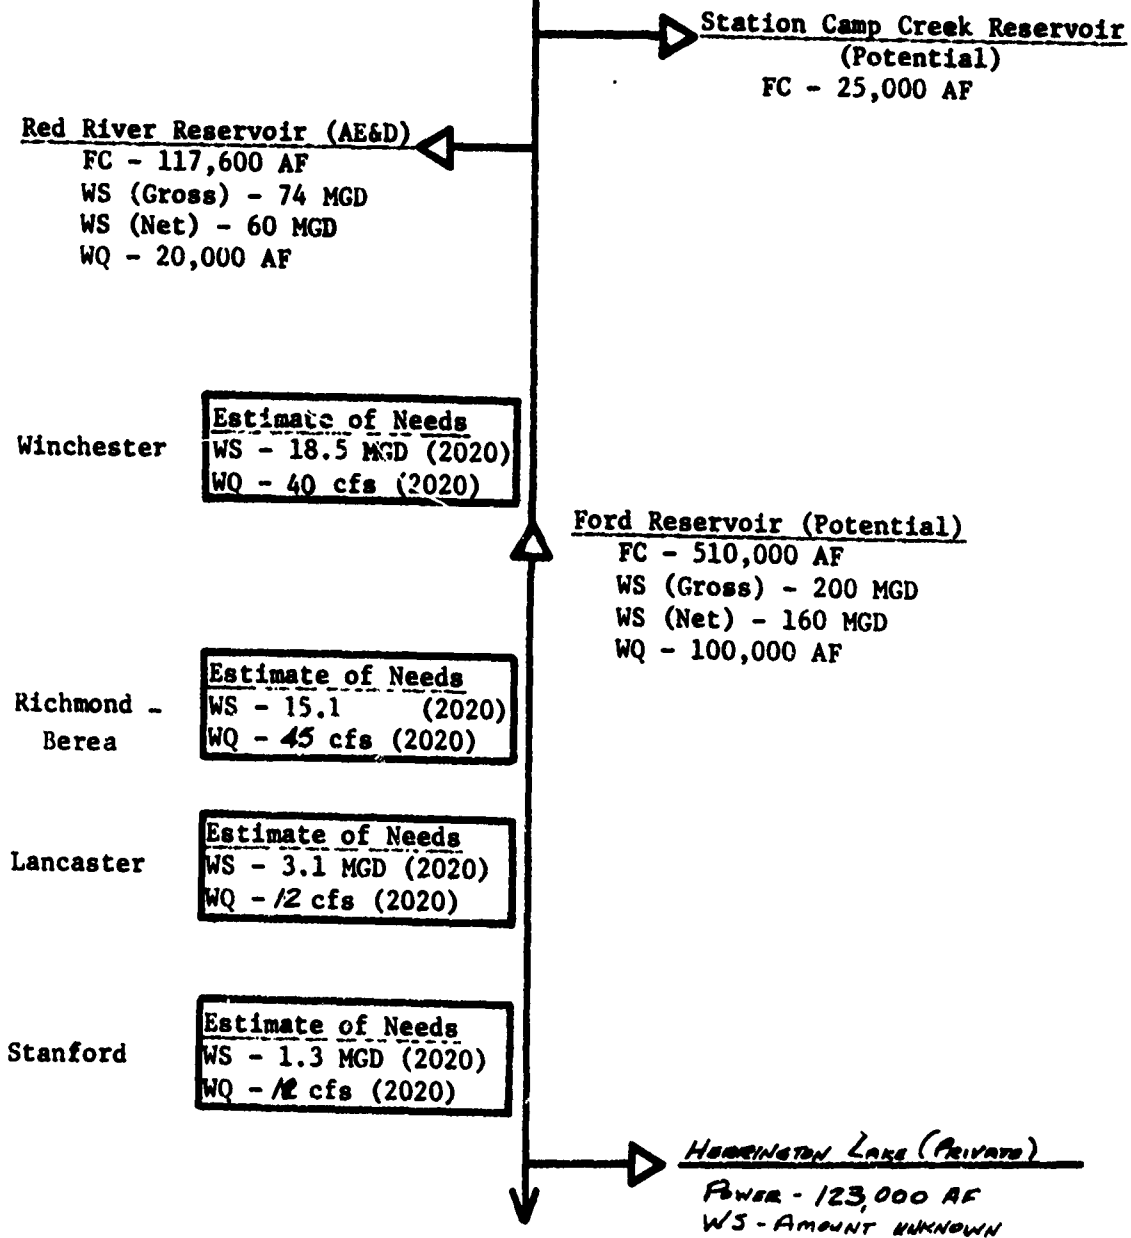 Station Camp Creek Reservoir
(Potential)
FC - 25,000 AF
Red River Reservoir (AE&D)
FC - 117,600 AF
WS (Gross) - 74 MGD
WS (Net) - 60 MGD
WQ - 20,000 AF
Winchester
Estimate of Needs
WS - 18.5 MGD (2020)
WQ - 40 cfs (2020)
Ford Reservoir (Potential)
FC - 510,000 AF
WS (Gross) - 200 MGD
WS (Net) - 160 MGD
WQ - 100,000 AF
Richmond -
Berea
Estimate of Needs
WS - 15.1 (2020)
WQ - 45 cfs (2020)
Lancaster
Estimate of Needs
WS - 3.1 MGD (2020)
WQ - 12 cfs (2020)
Stanford
Estimate of Needs
WS - 1.3 MGD (2020)
WQ - cfs (2020)
HERRINGTON LAKE (PRIVATE)
POWER - 123,000 AF
WS - AMOUNT UNKNOWN